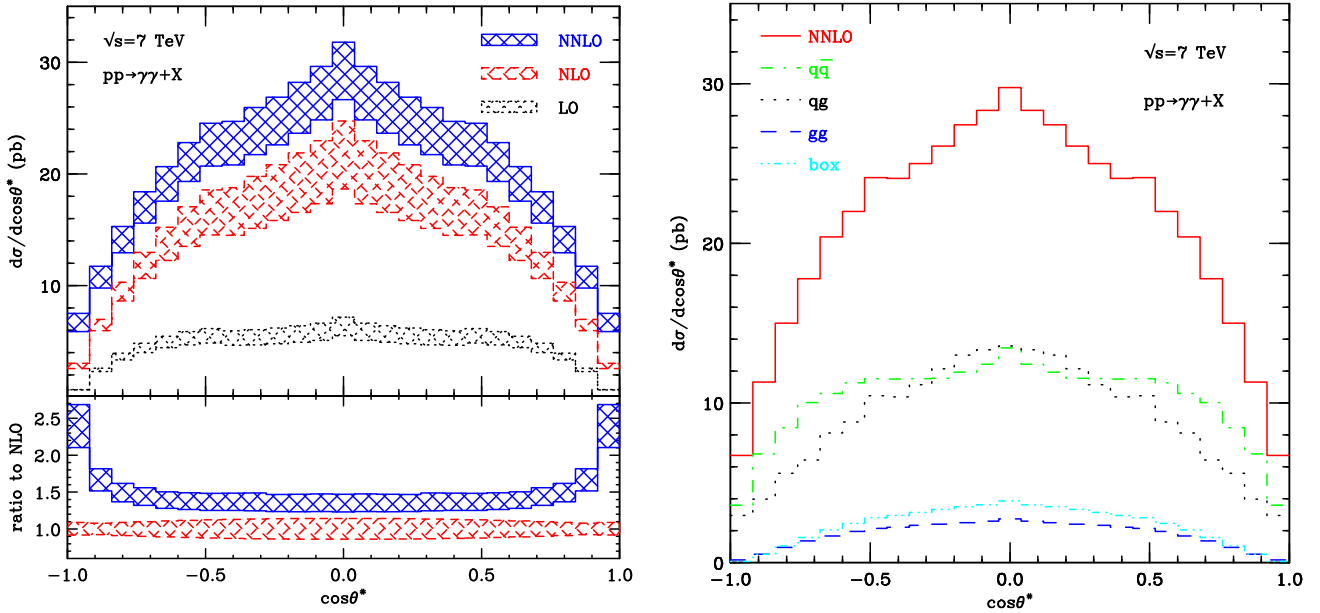 √s=7 TeV
pp→γγ+X
NNLO
NLO
LO
dσ/dcosθ* (pb)
30
20
10
ratio to NLO
2.5
2.0
1.5
1.0
−1.0 −0.5 0.0 0.5 1.0
cosθ*
NNLO
qq̅
qg
gg
box
√s=7 TeV
pp→γγ+X
dσ/dcosθ* (pb)
30
20
10
0
−1.0 −0.5 0.0 0.5 1.0
cosθ*